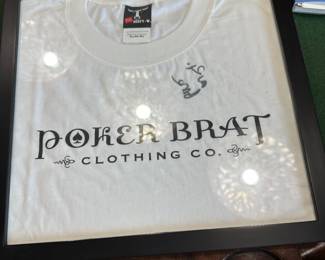 POKER BRAT
CLOTHING CO.